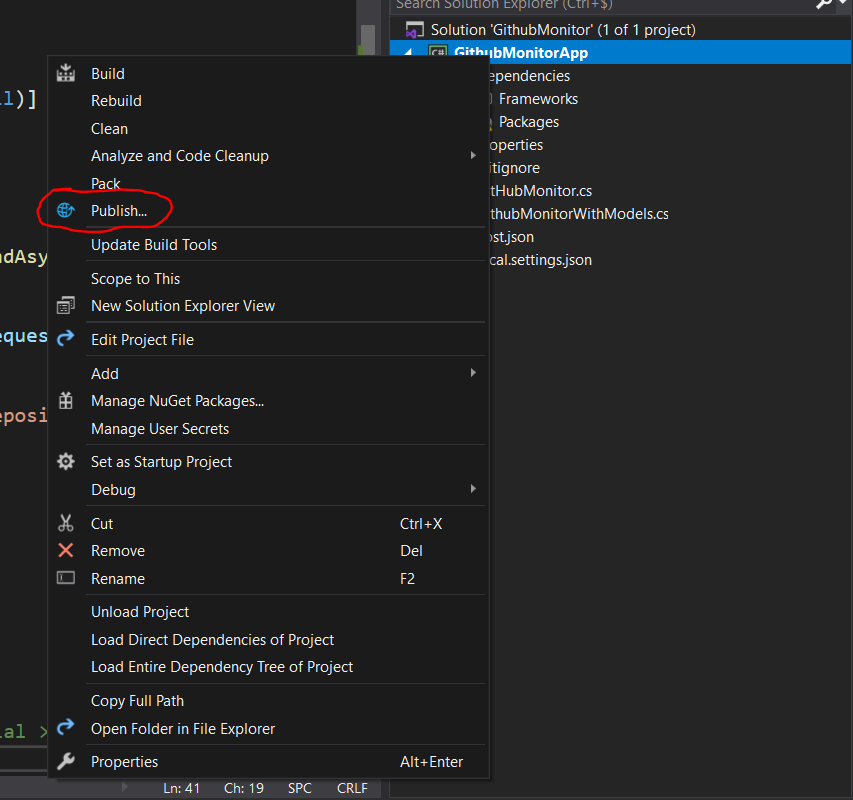 Search Solution Explorer (Ctrl+$)
Solution 'GithubMonitor' (1 of 1 project)
GithubMonitorApp
ependencies
Frameworks
Packages
operties
itignore
tHubMonitor.cs
thubMonitorWithModels.cs
ost.json
cal.settings.json
l)]
ndAsy
eques
eposi
ial >
Build
Rebuild
Clean
Analyze and Code Cleanup
Pack
Publish...
Update Build Tools
Scope to This
New Solution Explorer View
Edit Project File
Add
Manage NuGet Packages...
Manage User Secrets
Set as Startup Project
Debug
Cut Ctrl+X
Remove Del
Rename F2
Unload Project
Load Direct Dependencies of Project
Load Entire Dependency Tree of Project
Copy Full Path
Open Folder in File Explorer
Properties Alt+Enter
Ln: 41 Ch: 19 SPC CRLF